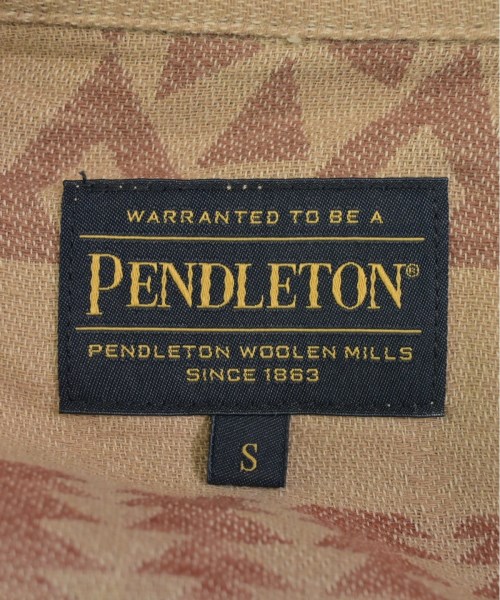 WARRANTED TO BE A
PENDLETON®
PENDLETON WOOLEN MILLS
SINCE 1863
S